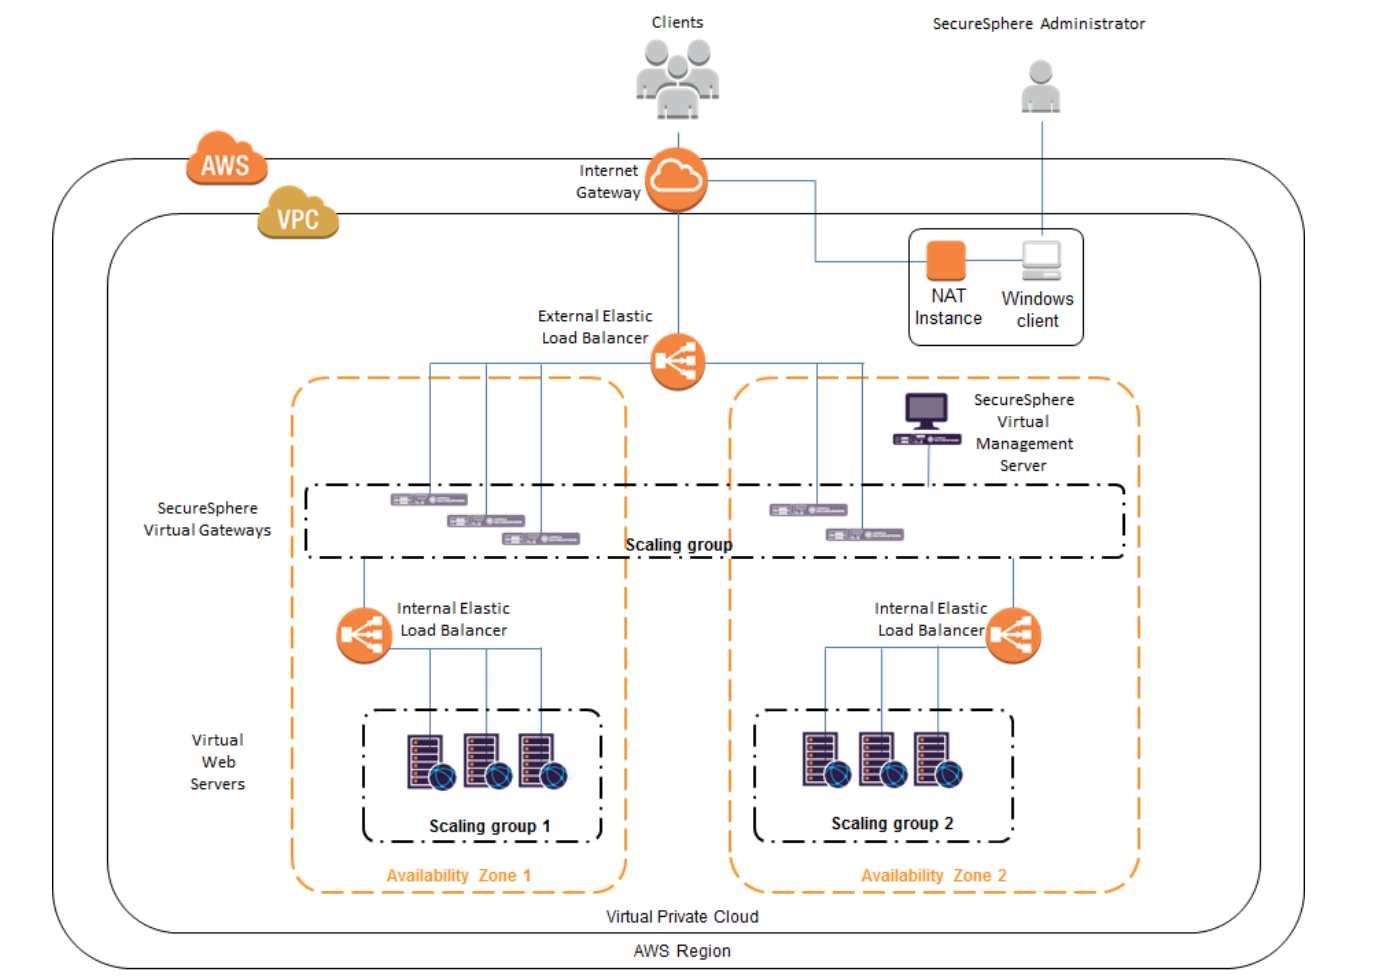 Clients
SecureSphere Administrator
AWS
Internet
Gateway
VPC
NAT
Instance
Windows
client
External Elastic
Load Balancer
SecureSphere
Virtual
Management
Server
SecureSphere
Virtual Gateways
Scaling group
Internal Elastic
Load Balancer
Internal Elastic
Load Balancer
Virtual
Web
Servers
Scaling group 1
Scaling group 2
Availability Zone 1
Availability Zone 2
Virtual Private Cloud
AWS Region